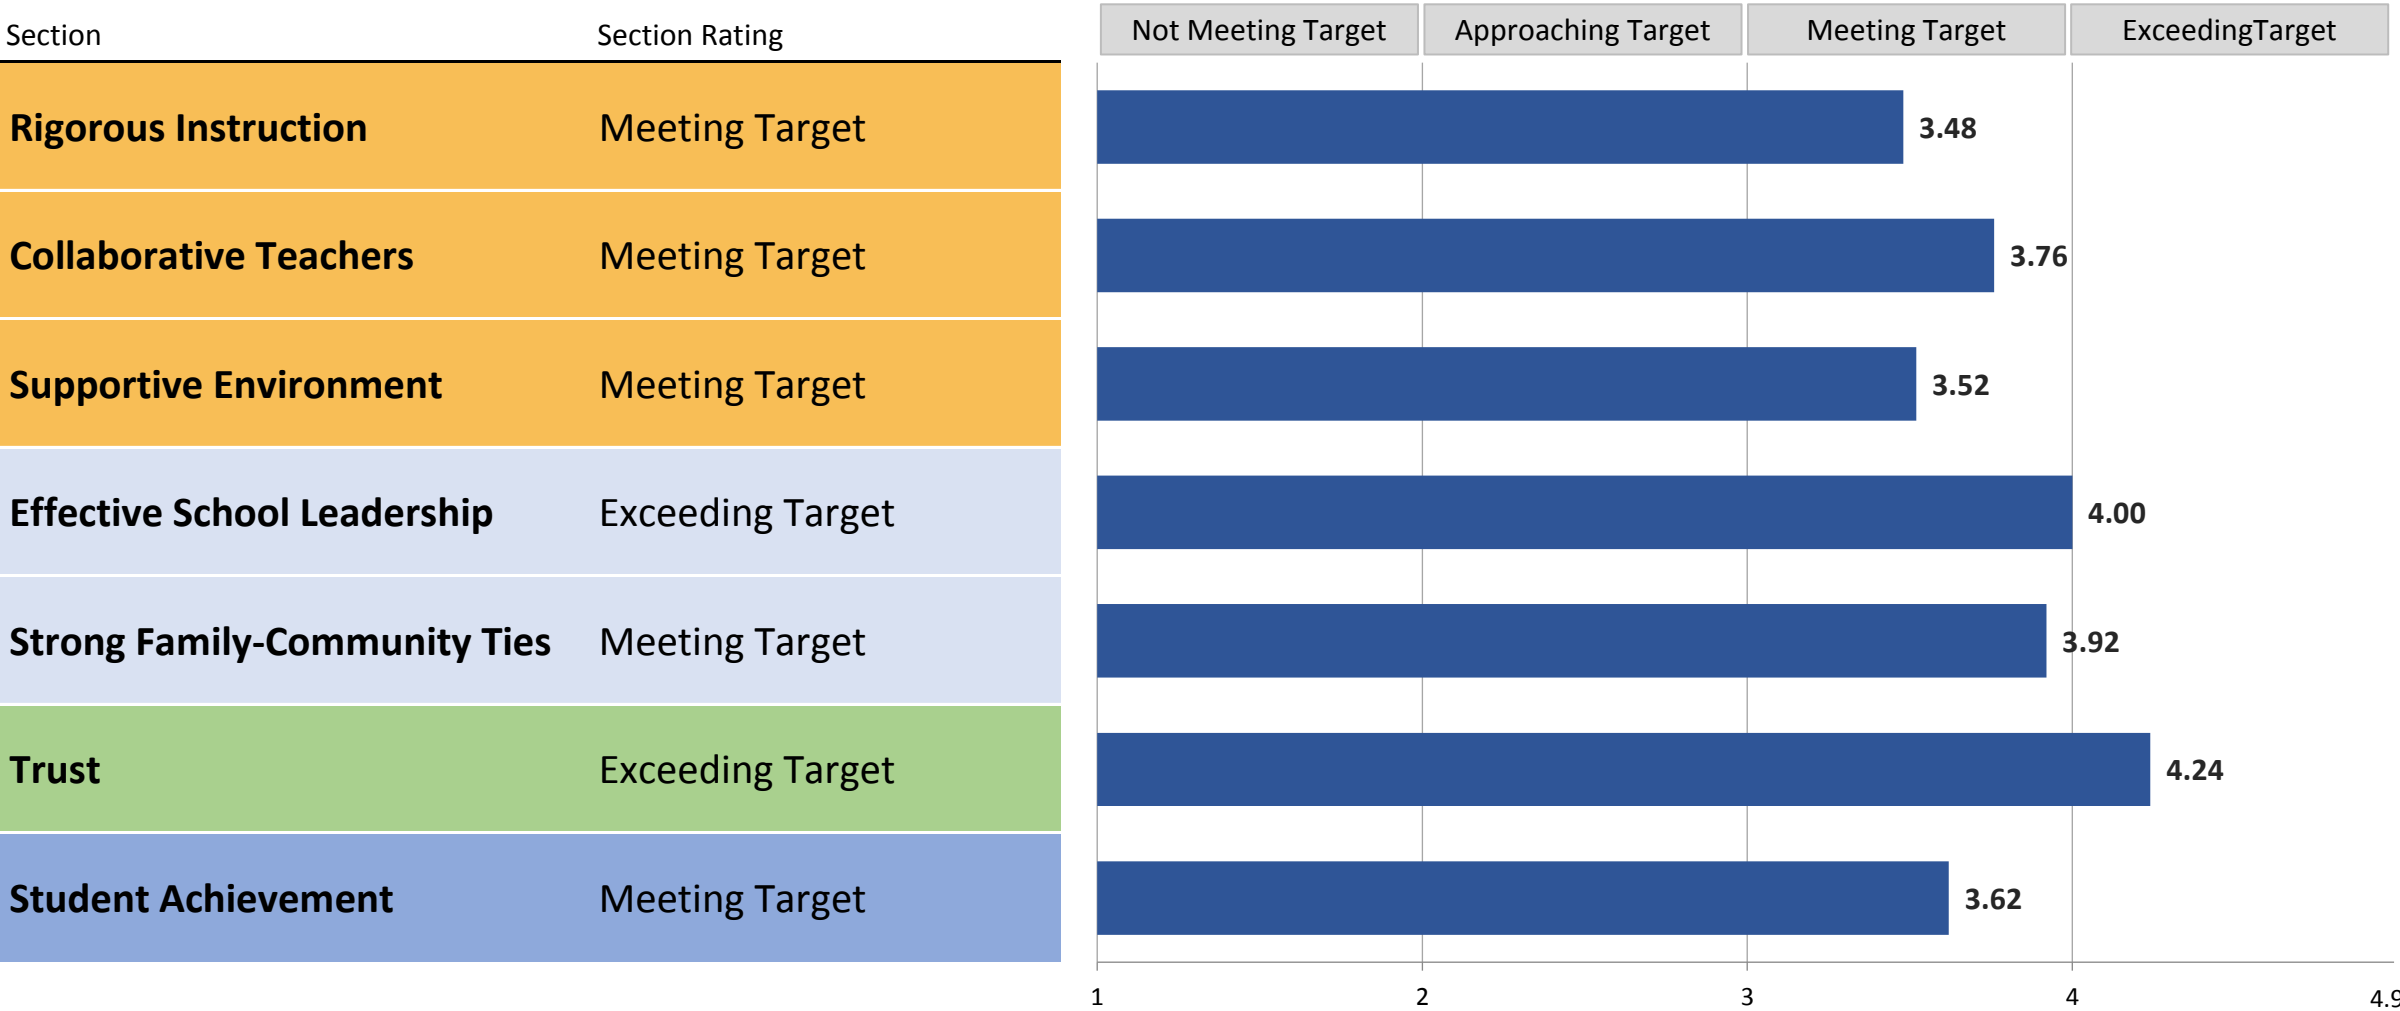 Section Section Rating Not Meeting Target Approaching Target Meeting Target ExceedingTarget
Rigorous Instruction Meeting Target 3.48
Collaborative Teachers Meeting Target 3.76
Supportive Environment Meeting Target 3.52
Effective School Leadership Exceeding Target 4.00
Strong Family-Community Ties Meeting Target 3.92
Trust Exceeding Target 4.24
Student Achievement Meeting Target 3.62
1 2 3 4 4.9